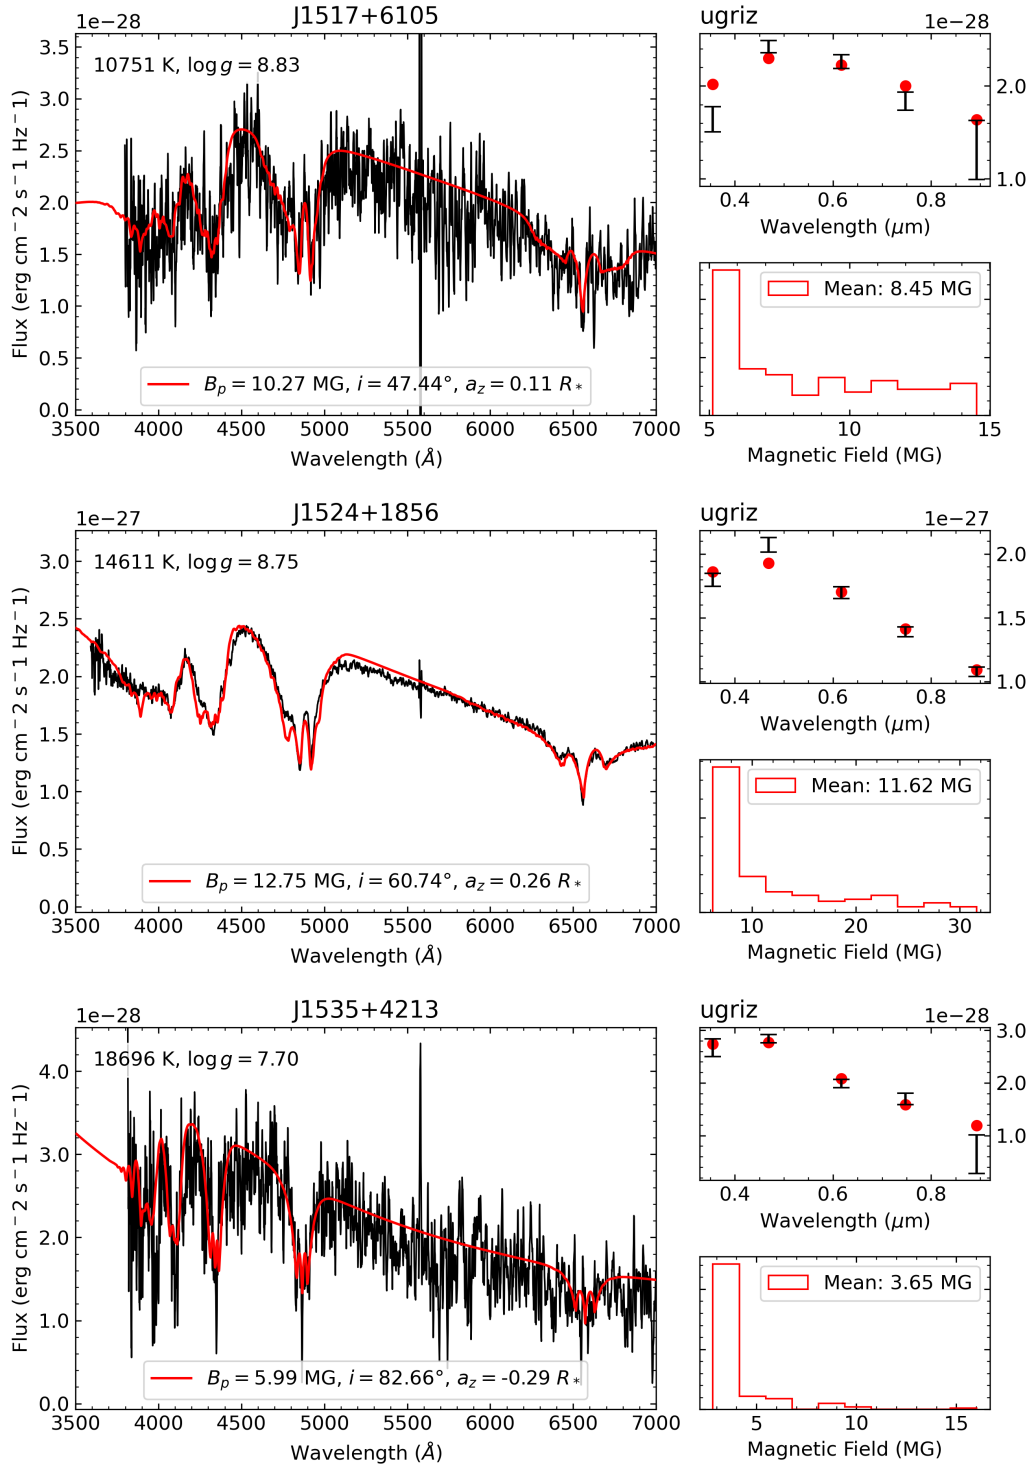 J1517+6105
1e−28
10751 K, log g = 8.83
3.5
3.0
2.5
2.0
1.5
1.0
0.5
0.0
Flux (erg cm−2 s−1 Hz−1)
Bp = 10.27 MG, i = 47.44°, az = 0.11 R*
3500 4000 4500 5000 5500 6000 6500 7000
Wavelength (Å)
ugriz
1e−28
2.0
1.0
0.4 0.6 0.8
Wavelength (μm)
Mean: 8.45 MG
5 10 15
Magnetic Field (MG)
J1524+1856
1e−27
14611 K, log g = 8.75
3.0
2.5
2.0
1.5
1.0
0.5
0.0
Flux (erg cm−2 s−1 Hz−1)
Bp = 12.75 MG, i = 60.74°, az = 0.26 R*
3500 4000 4500 5000 5500 6000 6500 7000
Wavelength (Å)
ugriz
1e−27
2.0
1.5
1.0
0.4 0.6 0.8
Wavelength (μm)
Mean: 11.62 MG
10 20 30
Magnetic Field (MG)
J1535+4213
1e−28
18696 K, log g = 7.70
4.0
3.0
2.0
1.0
0.0
Flux (erg cm−2 s−1 Hz−1)
Bp = 5.99 MG, i = 82.66°, az = -0.29 R*
3500 4000 4500 5000 5500 6000 6500 7000
Wavelength (Å)
ugriz
1e−28
3.0
2.0
1.0
0.4 0.6 0.8
Wavelength (μm)
Mean: 3.65 MG
5 10 15
Magnetic Field (MG)